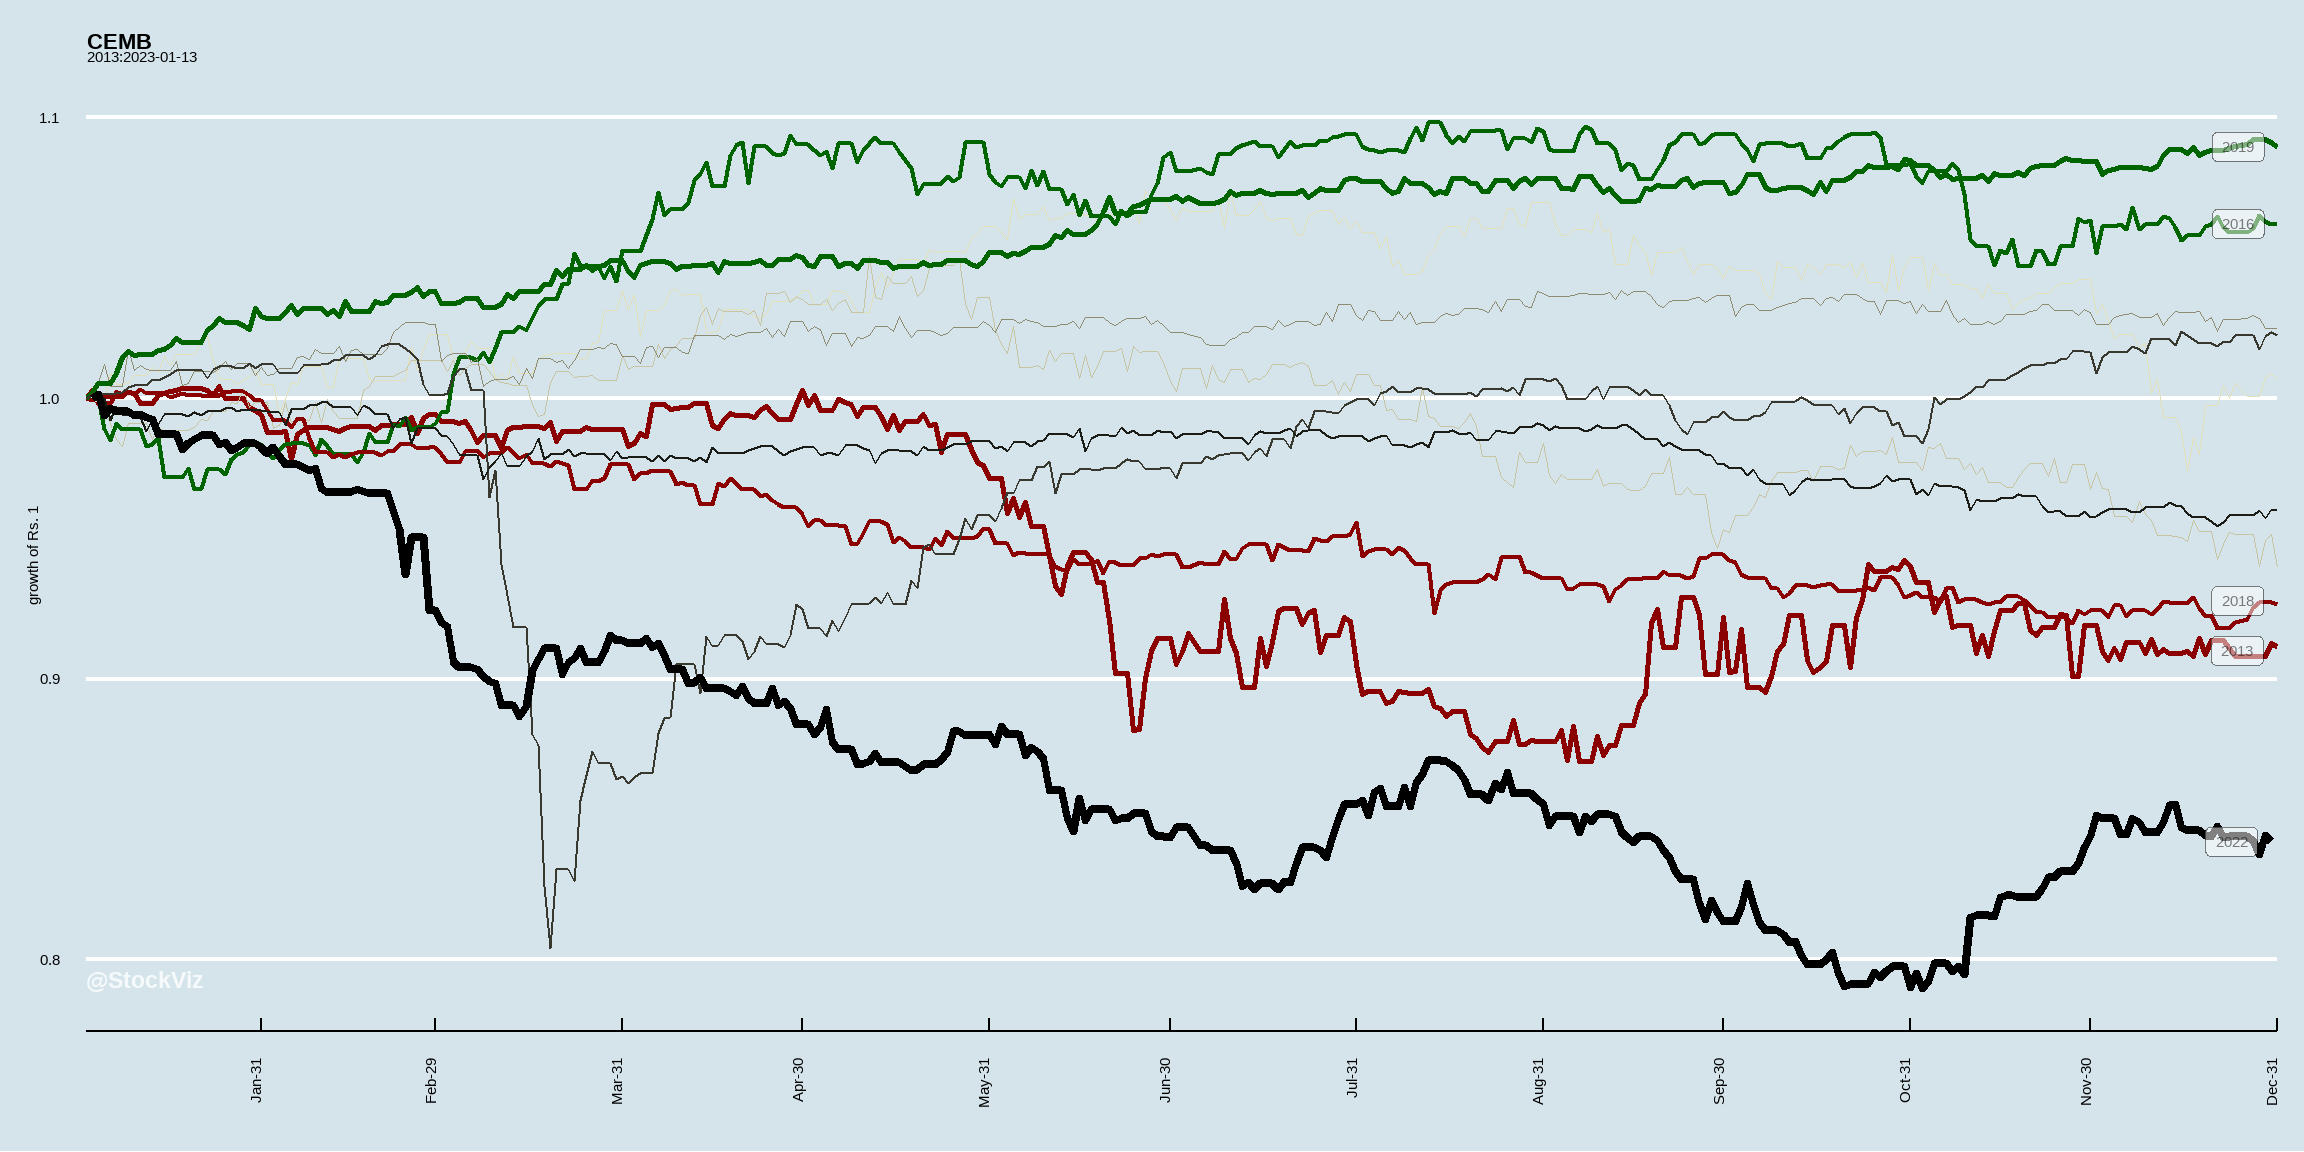 CEMB
2013:2023-01-13
1.1
1.0
0.9
0.8
growth of Rs. 1
2019
2016
2018
2013
2022
@StockViz
Jan-31
Feb-29
Mar-31
Apr-30
May-31
Jun-30
Jul-31
Aug-31
Sep-30
Oct-31
Nov-30
Dec-31